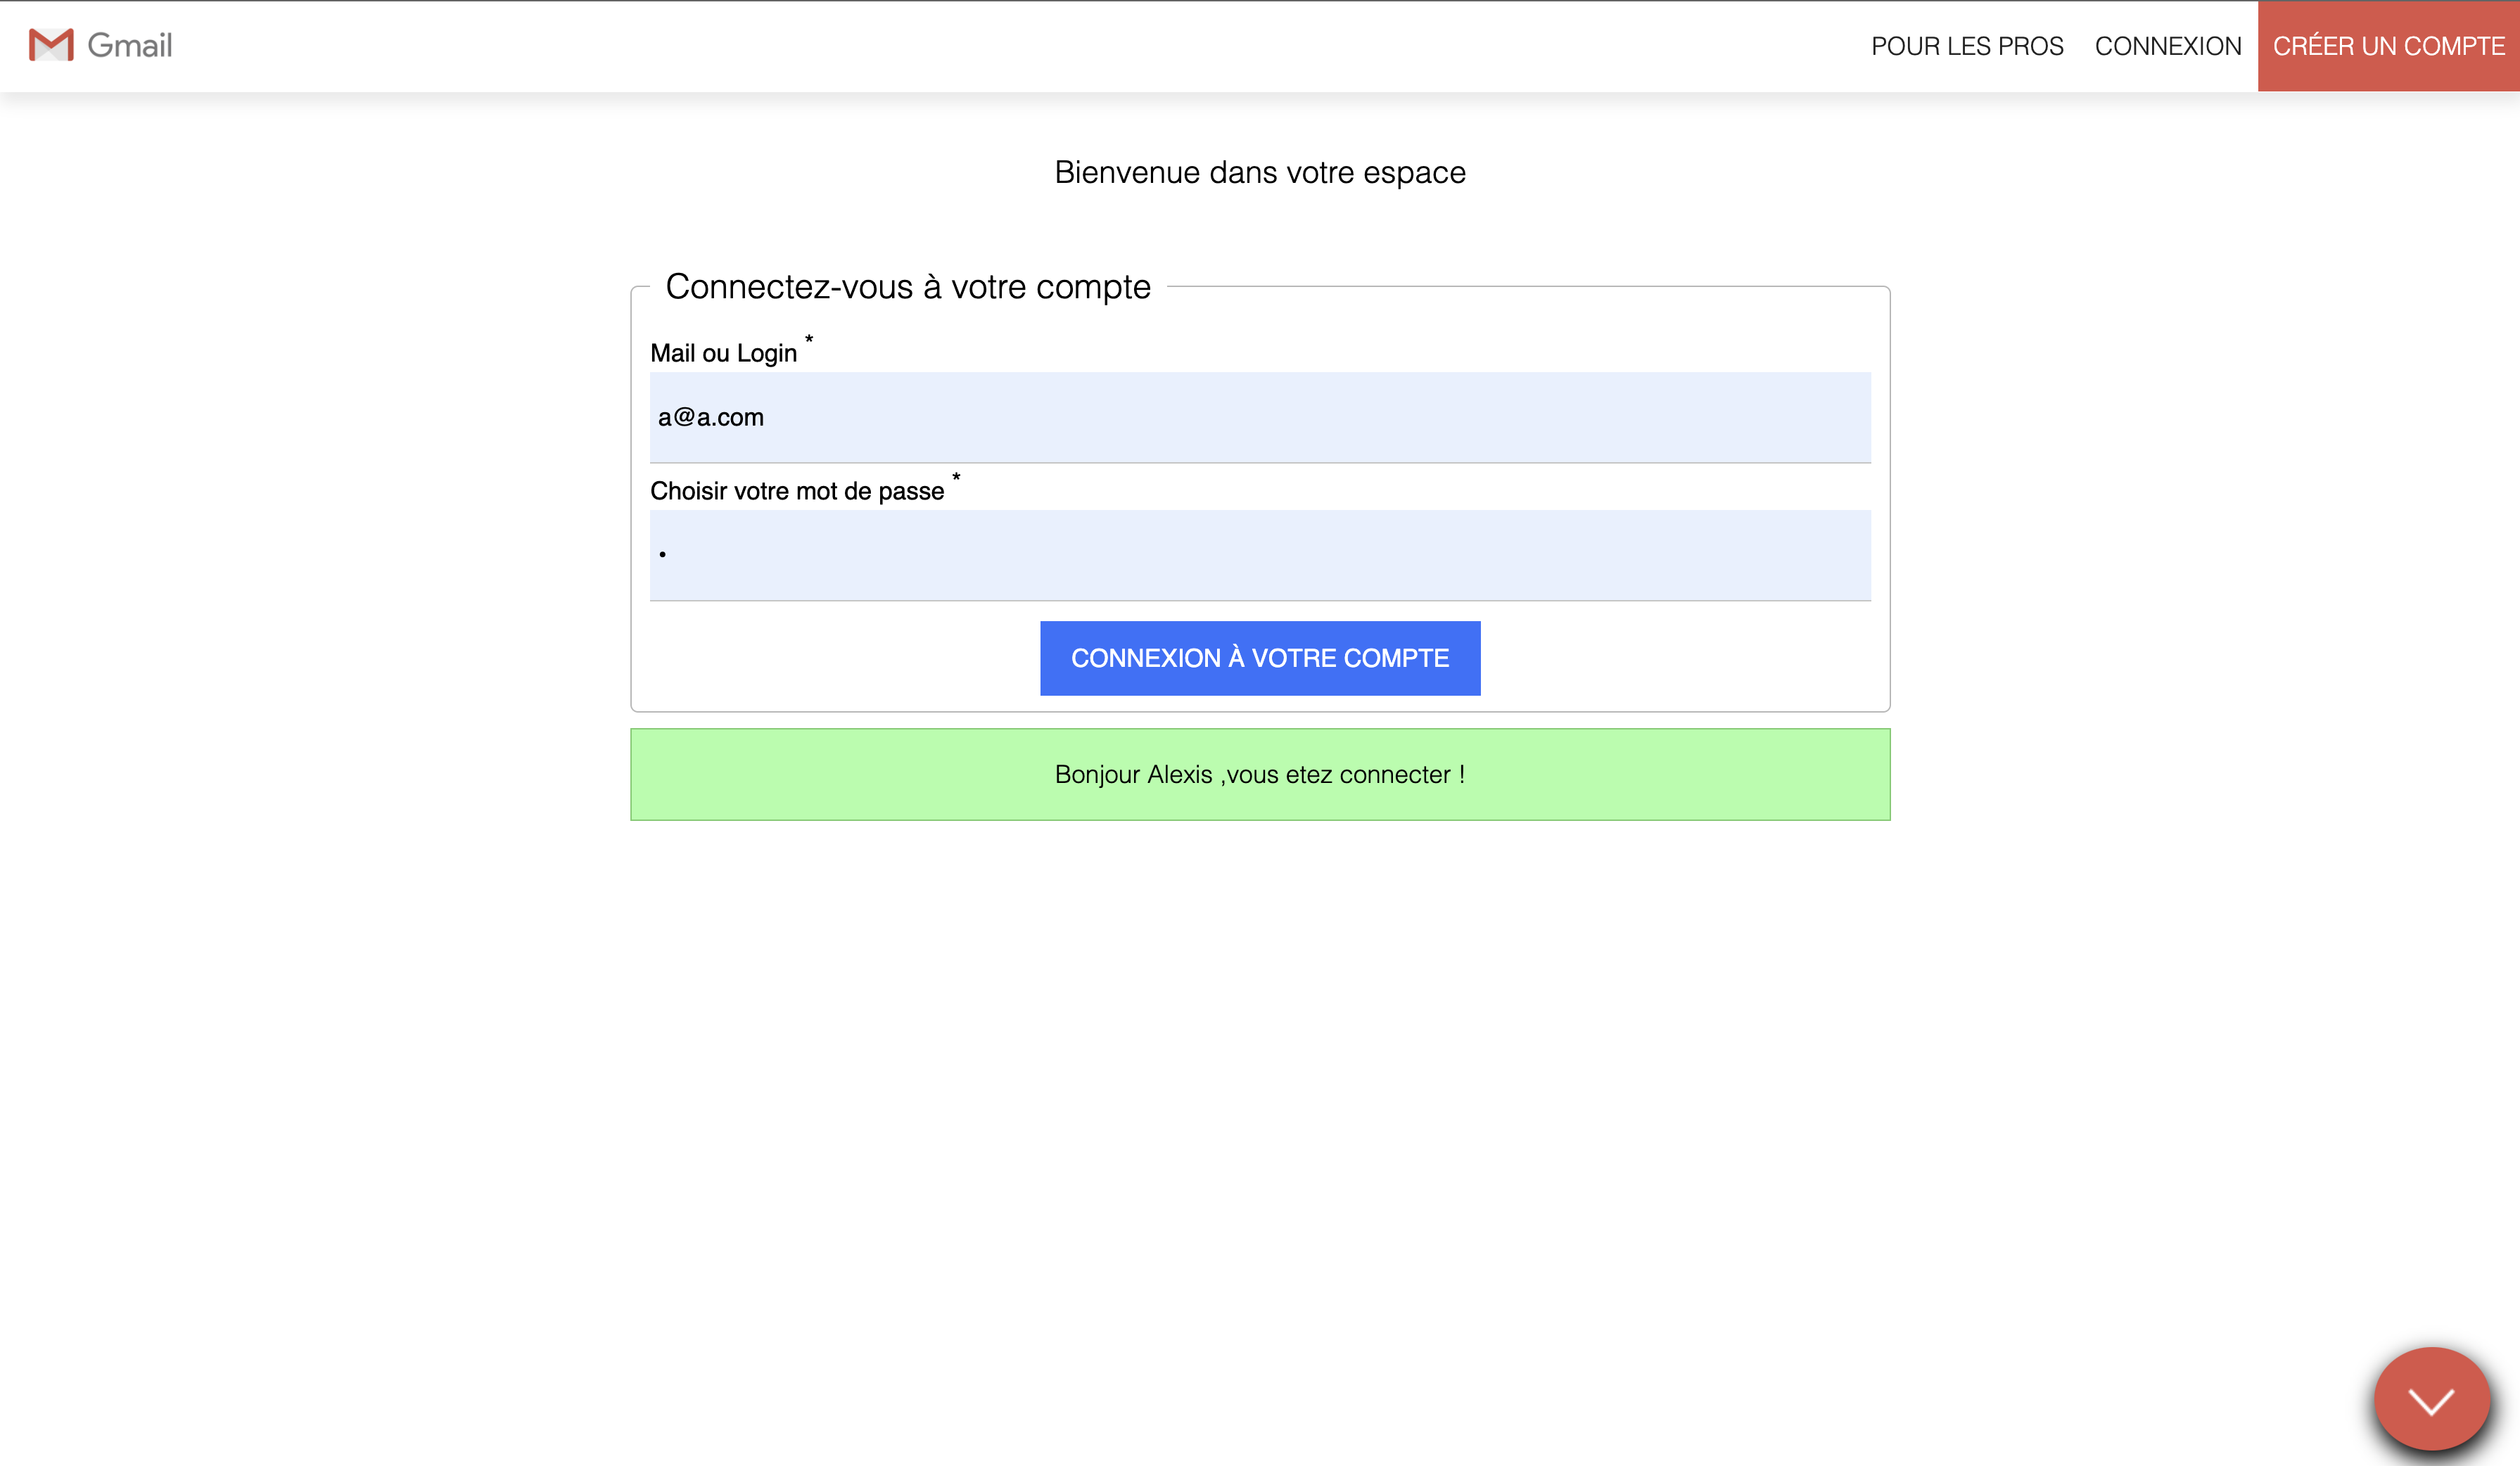 Gmail
POUR LES PROS CONNEXION CRÉER UN COMPTE
Bienvenue dans votre espace
Connectez-vous à votre compte
Mail ou Login *
a@a.com
Choisir votre mot de passe *
•
CONNEXION À VOTRE COMPTE
Bonjour Alexis ,vous etez connecter !